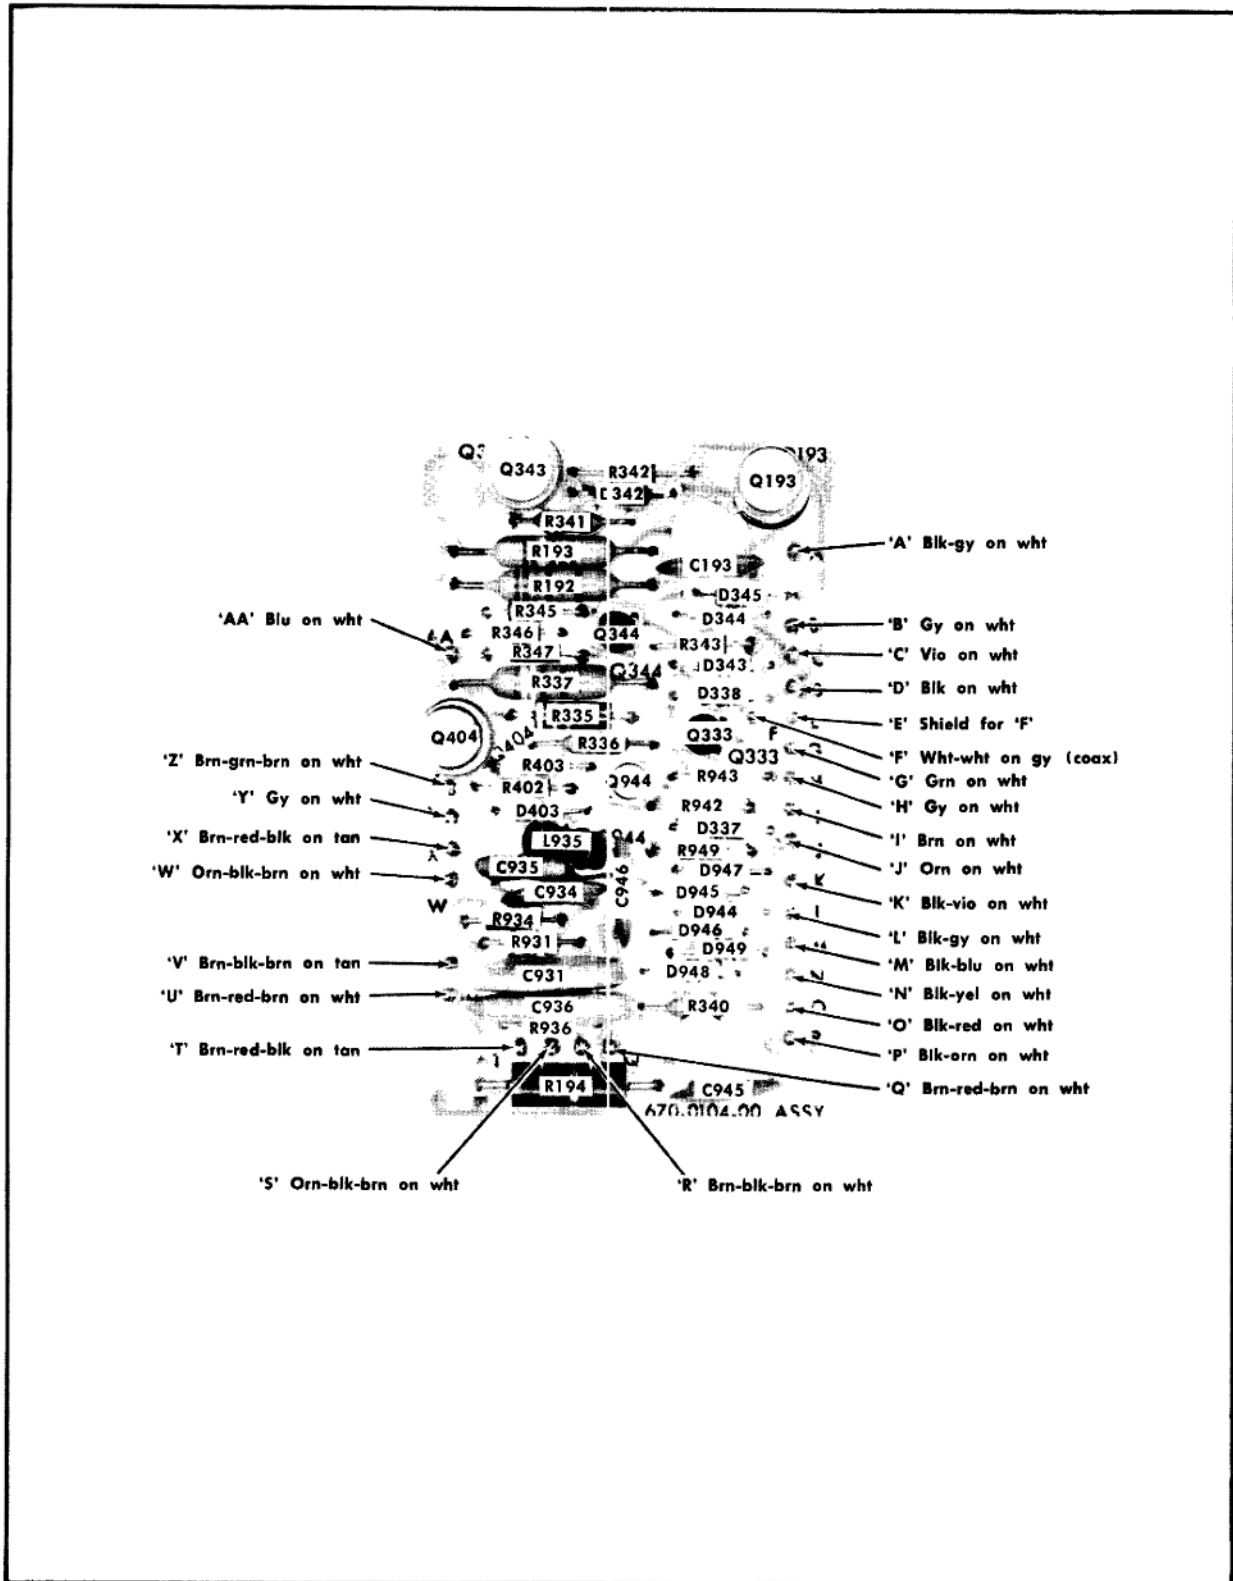 Q343
R342
Q193
342
R341
R193
C193
R192
D345
R345
D344
R346
Q344
R343
R347
D343
Q344
R337
D338
R335
Q333
F
Q404
R336
Q333
R403
R402
Q944
R943
D403
R942
L935
D337
R949
C935
D947
C934
C946
D945
W
R934
D944
D946
R931
D949
C931
D948
C936
R340
R936
R194
C945
670-0104-00 ASSY
'AA' Blu on wht
'Z' Brn-grn-brn on wht
'Y' Gy on wht
'X' Brn-red-blk on tan
'W' Orn-blk-brn on wht
'V' Brn-blk-brn on tan
'U' Brn-red-brn on wht
'T' Brn-red-blk on tan
'S' Orn-blk-brn on wht
'R' Brn-blk-brn on wht
'A' Blk-gy on wht
'B' Gy on wht
'C' Vio on wht
'D' Blk on wht
'E' Shield for 'F'
'F' Wht-wht on gy (coax)
'G' Grn on wht
'H' Gy on wht
'I' Brn on wht
'J' Orn on wht
'K' Blk-vio on wht
'L' Blk-gy on wht
'M' Blk-blu on wht
'N' Blk-yel on wht
'O' Blk-red on wht
'P' Blk-orn on wht
'Q' Brn-red-brn on wht